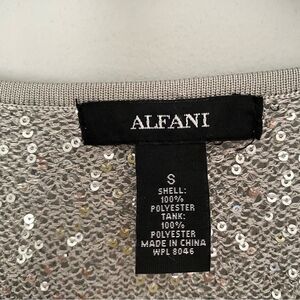 ALFANI
S
SHELL:
100%
POLYESTER
TANK:
100%
POLYESTER
MADE IN CHINA
WPL 8046